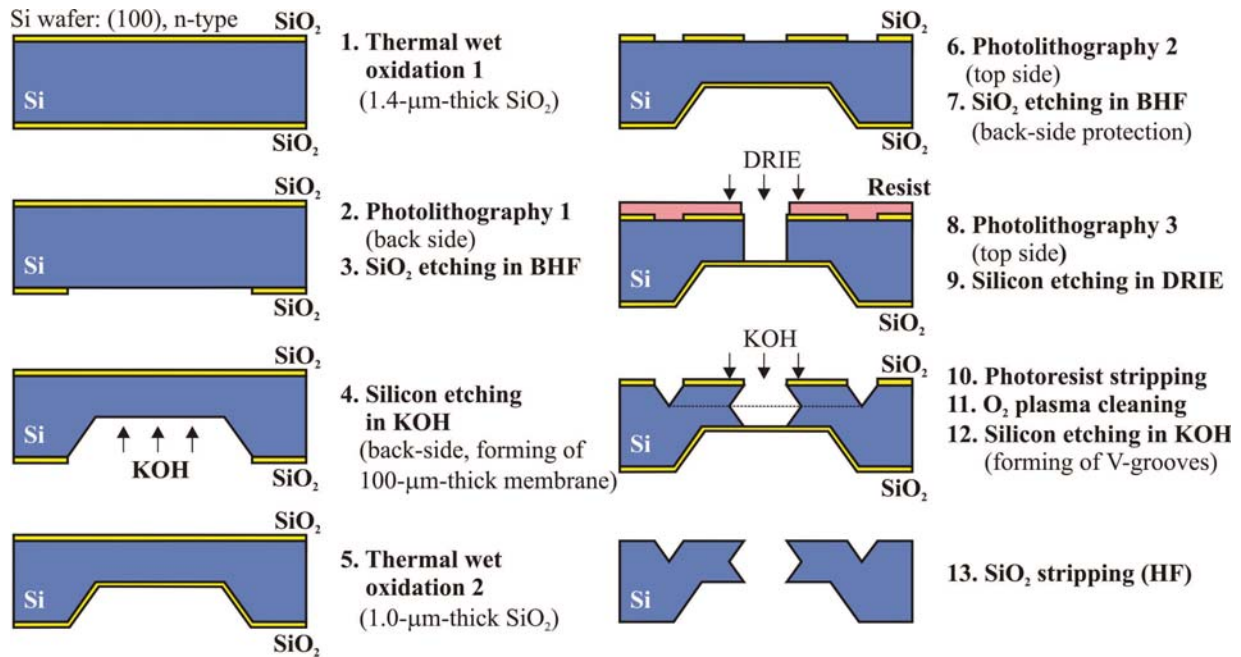 Si wafer: (100), n-type
SiO₂
Si
SiO₂
1. Thermal wet
oxidation 1
(1.4-μm-thick SiO₂)
SiO₂
Si
SiO₂
2. Photolithography 1
(back side)
3. SiO₂ etching in BHF
SiO₂
Si
KOH
SiO₂
4. Silicon etching
in KOH
(back-side, forming of
100-μm-thick membrane)
SiO₂
Si
SiO₂
5. Thermal wet
oxidation 2
(1.0-μm-thick SiO₂)
SiO₂
Si
SiO₂
6. Photolithography 2
(top side)
7. SiO₂ etching in BHF
(back-side protection)
DRIE
Resist
Si
SiO₂
8. Photolithography 3
(top side)
9. Silicon etching in DRIE
KOH
SiO₂
Si
SiO₂
10. Photoresist stripping
11. O₂ plasma cleaning
12. Silicon etching in KOH
(forming of V-grooves)
Si
13. SiO₂ stripping (HF)